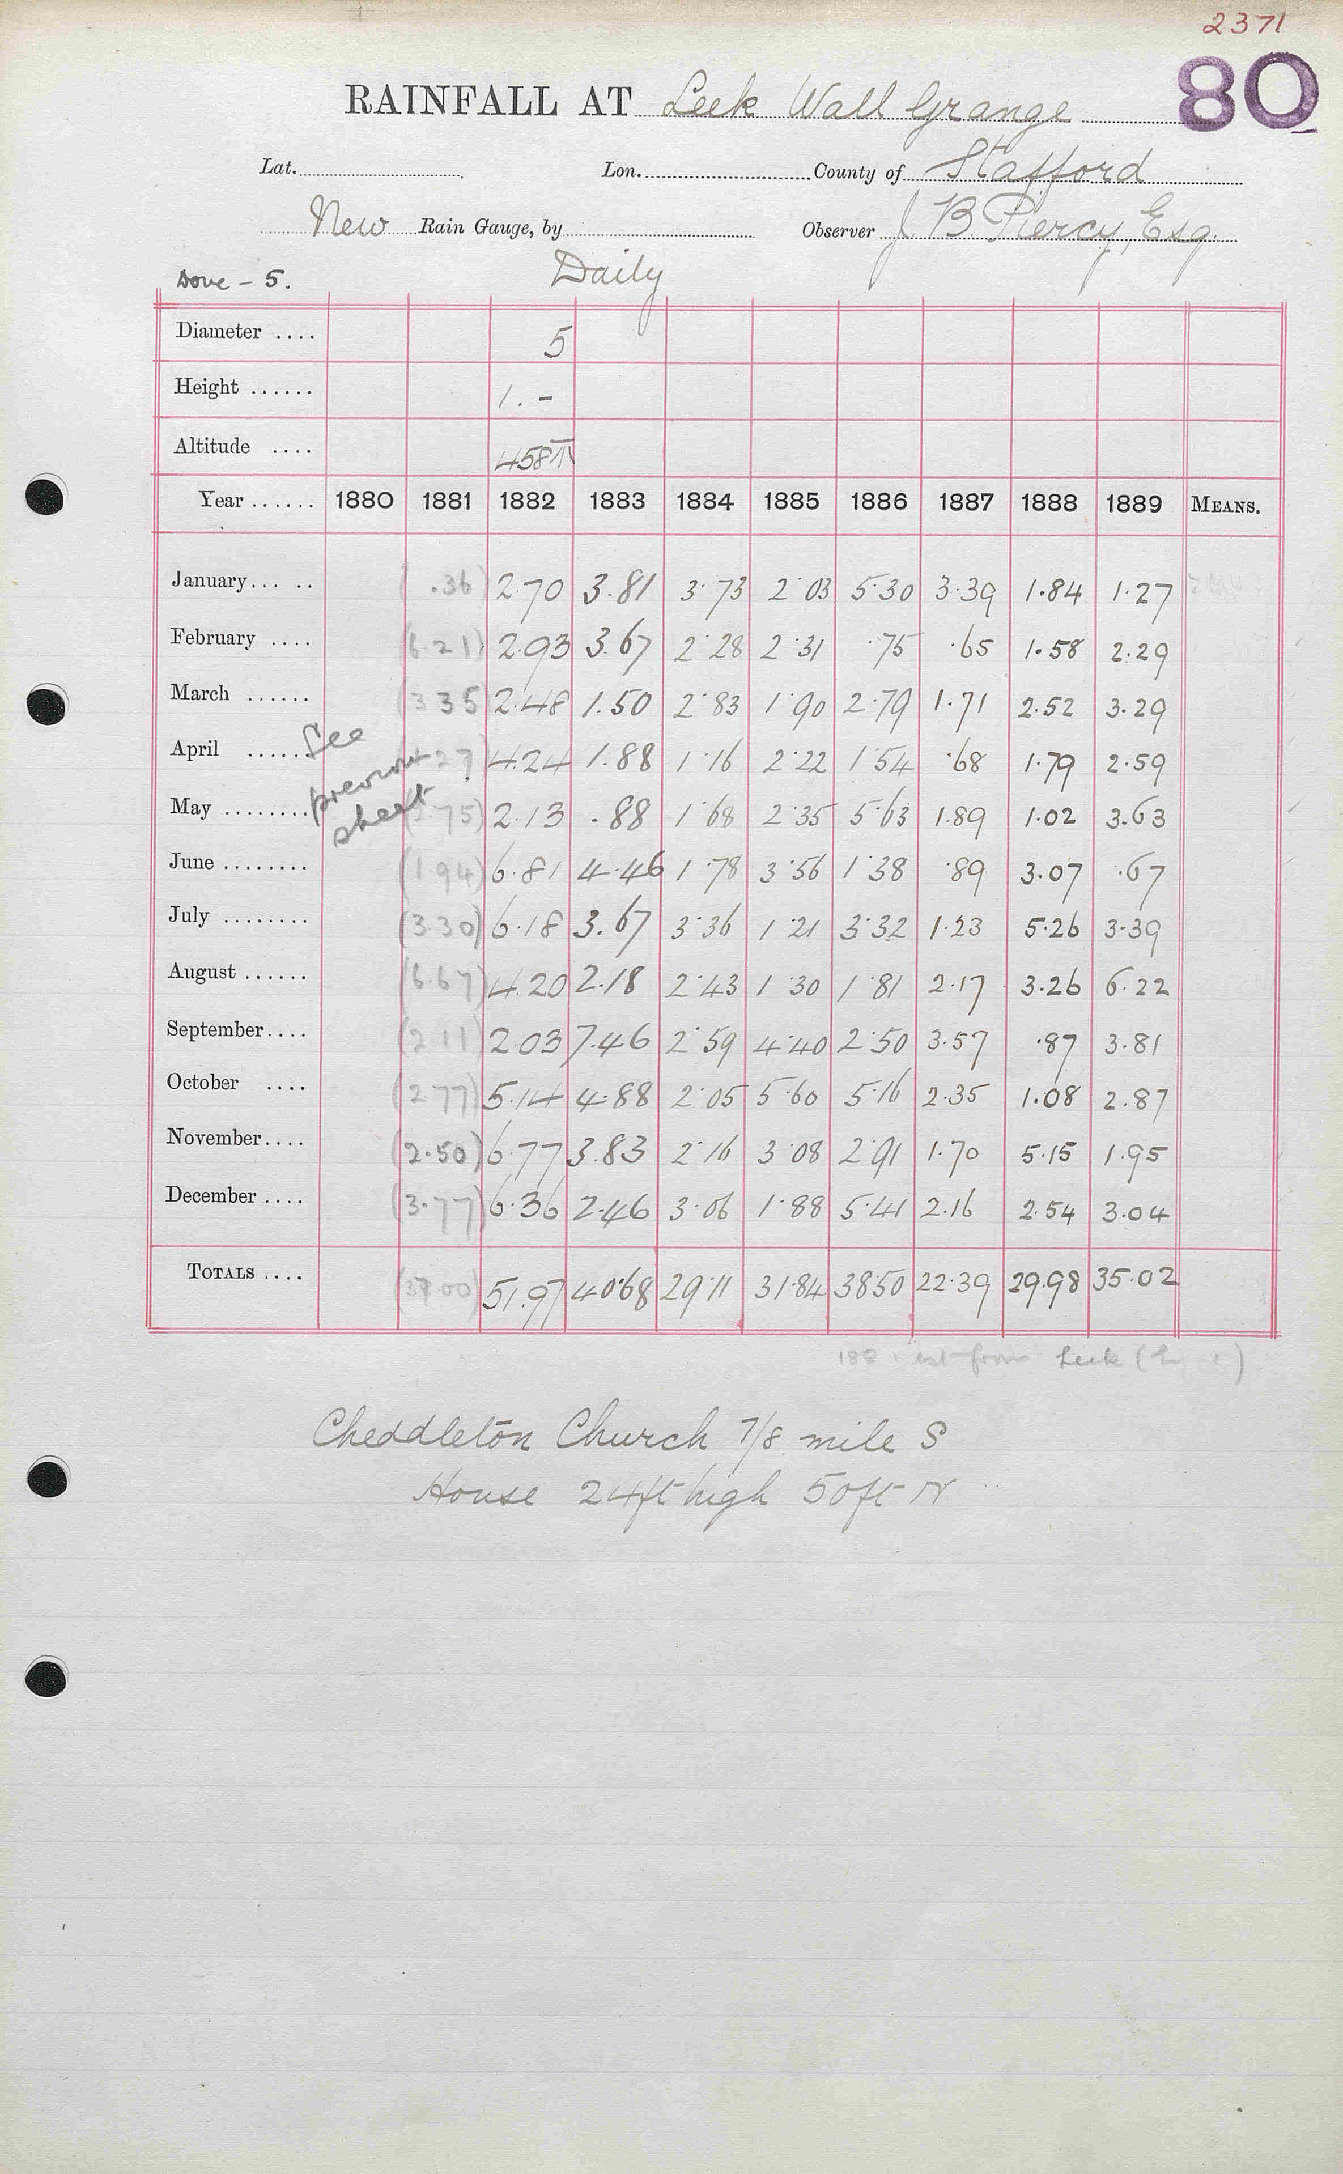 2371
80
RAINFALL AT Leek Wall Grange
Lat. Lon. County of Stafford
New Rain Gauge, by Observer J. B. Piercy, Esq.
Dove - 5. Daily
Diameter .... 5
Height ...... 1. -
Altitude .... 458
Year ...... 1880 1881 1882 1883 1884 1885 1886 1887 1888 1889 MEANS.
January... .. ( .36) 2.70 3.81 3.73 2.03 5.30 3.39 1.84 1.27
February .... 2.93 3.67 2.28 2.31 .75 .65 1.58 2.29
March ...... (3 35 2.48 1.50 2.83 1.90 2.79 1.71 2.52 3.29
April ...... 4.24 1.88 1.16 2.22 1.54 .68 1.79 2.59
See previous sheet
May ........ 2.13 .88 1.68 2.35 5.63 1.89 1.02 3.63
June ........ (1 94) 6.81 4.46 1.78 3.56 1.38 .89 3.07 .67
July ........ (3.30) 6.18 3.67 3.36 1.21 3.32 1.23 5.26 3.39
August ...... (6.67) 4.20 2.18 2.43 1.30 1.81 2.17 3.26 6.22
September.... (2 11) 2.03 7.46 2.59 4.40 2.50 3.57 .87 3.81
October .... (2.77) 5.14 4.88 2.05 5.60 5.16 2.35 1.08 2.87
November.... (2.50) 6.77 3.83 2.16 3.08 2.91 1.70 5.15 1.95
December .... (3.77) 6.36 2.46 3.06 1.88 5.41 2.16 2.54 3.04
TOTALS .... 51.97 40.68 29.11 31.84 38.50 22.39 29.98 35.02
est from Leek
Cheddleton Church 7/8 mile S
House 24ft high 50ft N